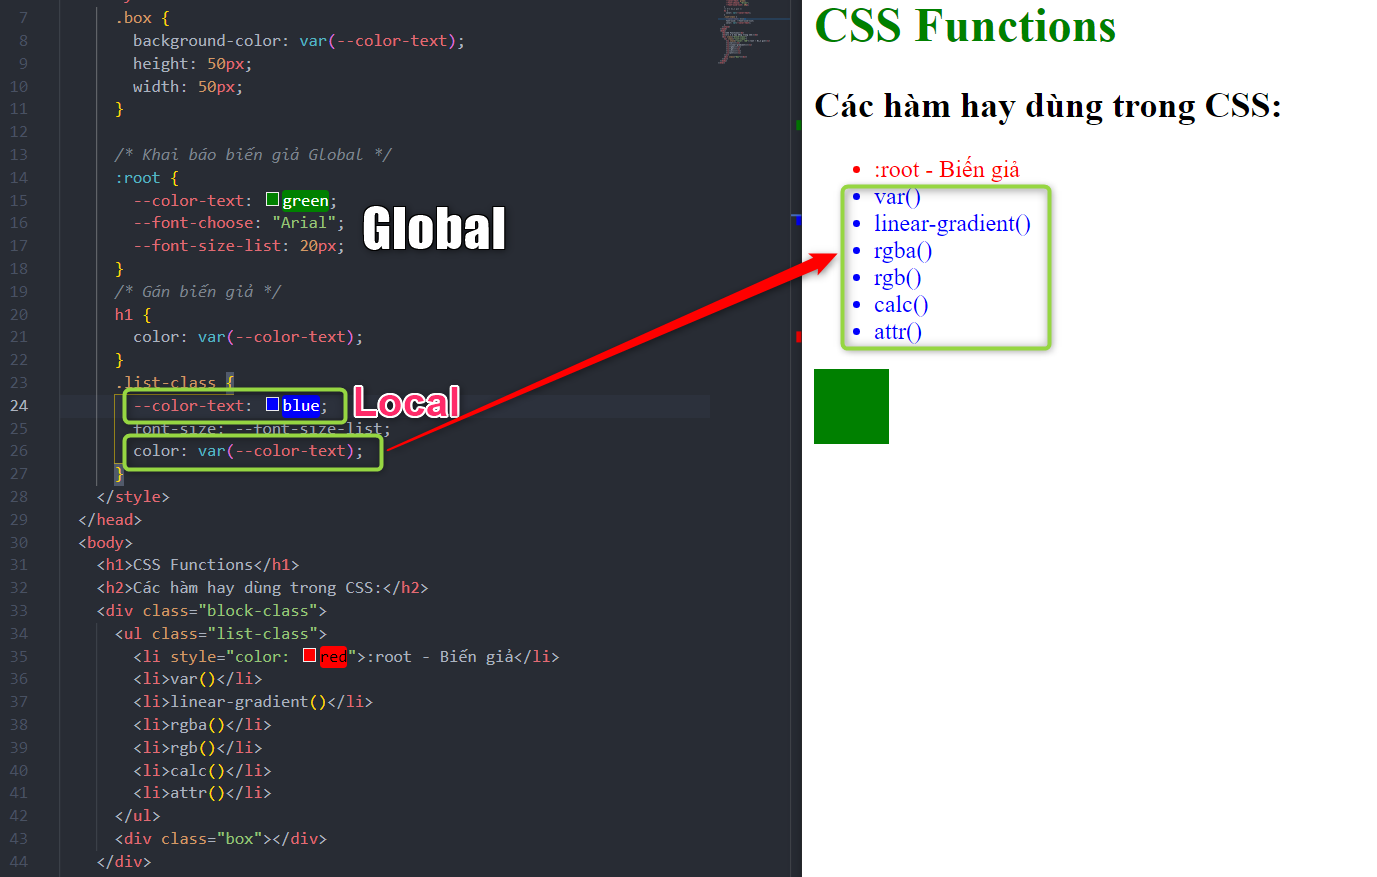 7 .box {
8 background-color: var(--color-text);
9 height: 50px;
10 width: 50px;
11 }
12
13 /* Khai báo biến giả Global */
14 :root {
15 --color-text: green;
16 --font-choose: "Arial";
17 --font-size-list: 20px;
18 }
19 /* Gán biến giả */
20 h1 {
21 color: var(--color-text);
22 }
23 .list-class {
24 --color-text: blue;
25 font-size: --font-size-list;
26 color: var(--color-text);
27 }
28 </style>
29 </head>
30 <body>
31 <h1>CSS Functions</h1>
32 <h2>Các hàm hay dùng trong CSS:</h2>
33 <div class="block-class">
34 <ul class="list-class">
35 <li style="color: red">:root - Biến giả</li>
36 <li>var()</li>
37 <li>linear-gradient()</li>
38 <li>rgba()</li>
39 <li>rgb()</li>
40 <li>calc()</li>
41 <li>attr()</li>
42 </ul>
43 <div class="box"></div>
44 </div>
Global
Local
CSS Functions
Các hàm hay dùng trong CSS:
:root - Biến giả
var()
linear-gradient()
rgba()
rgb()
calc()
attr()